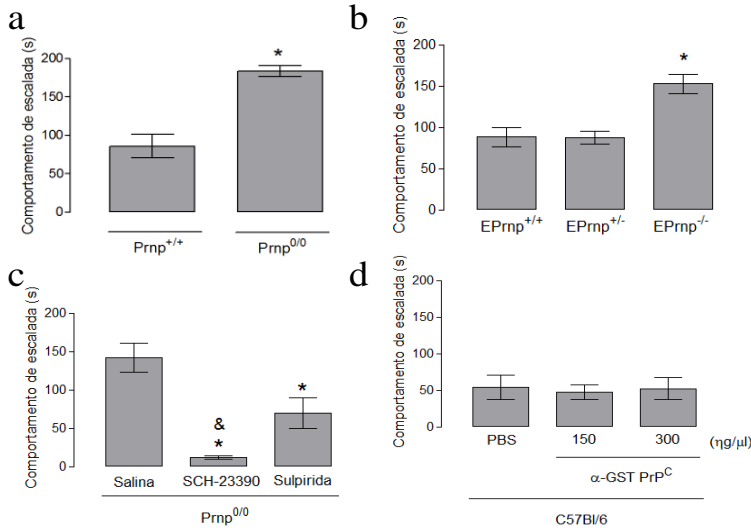 a
Comportamento de escalada (s)
200
150
100
50
0
*
Prnp+/+
Prnp0/0
b
Comportamento de escalada (s)
200
150
100
50
0
*
EPrnp+/+
EPrnp+/-
EPrnp-/-
c
Comportamento de escalada (s)
200
150
100
50
0
&
*
*
Salina
SCH-23390
Sulpirida
Prnp0/0
d
Comportamento de escalada (s)
200
150
100
50
0
PBS
150
300
(ηg/µl)
α-GST PrPC
C57Bl/6